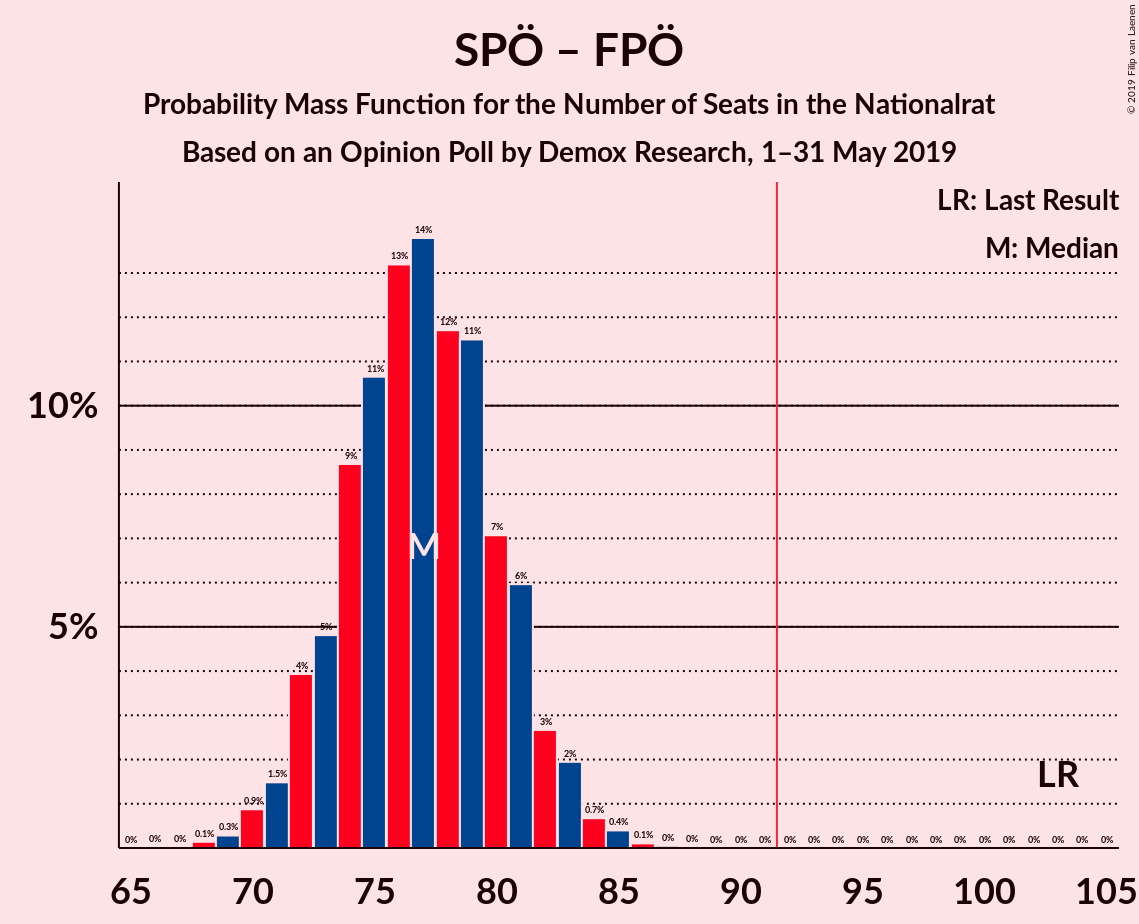 SPÖ – FPÖ
Probability Mass Function for the Number of Seats in the Nationalrat
Based on an Opinion Poll by Demox Research, 1–31 May 2019
© 2019 Filip van Laenen
LR: Last Result
M: Median
10%
5%
0% 0% 0% 0.1% 0.3% 0.9% 1.5% 4% 5% 9% 11% 13% 14% 12% 11% 7% 6% 3% 2% 0.7% 0.4% 0.1% 0% 0% 0% 0% 0% 0% 0% 0% 0% 0% 0% 0% 0% 0% 0% 0% 0% 0% 0%
M
LR
65 70 75 80 85 90 95 100 105